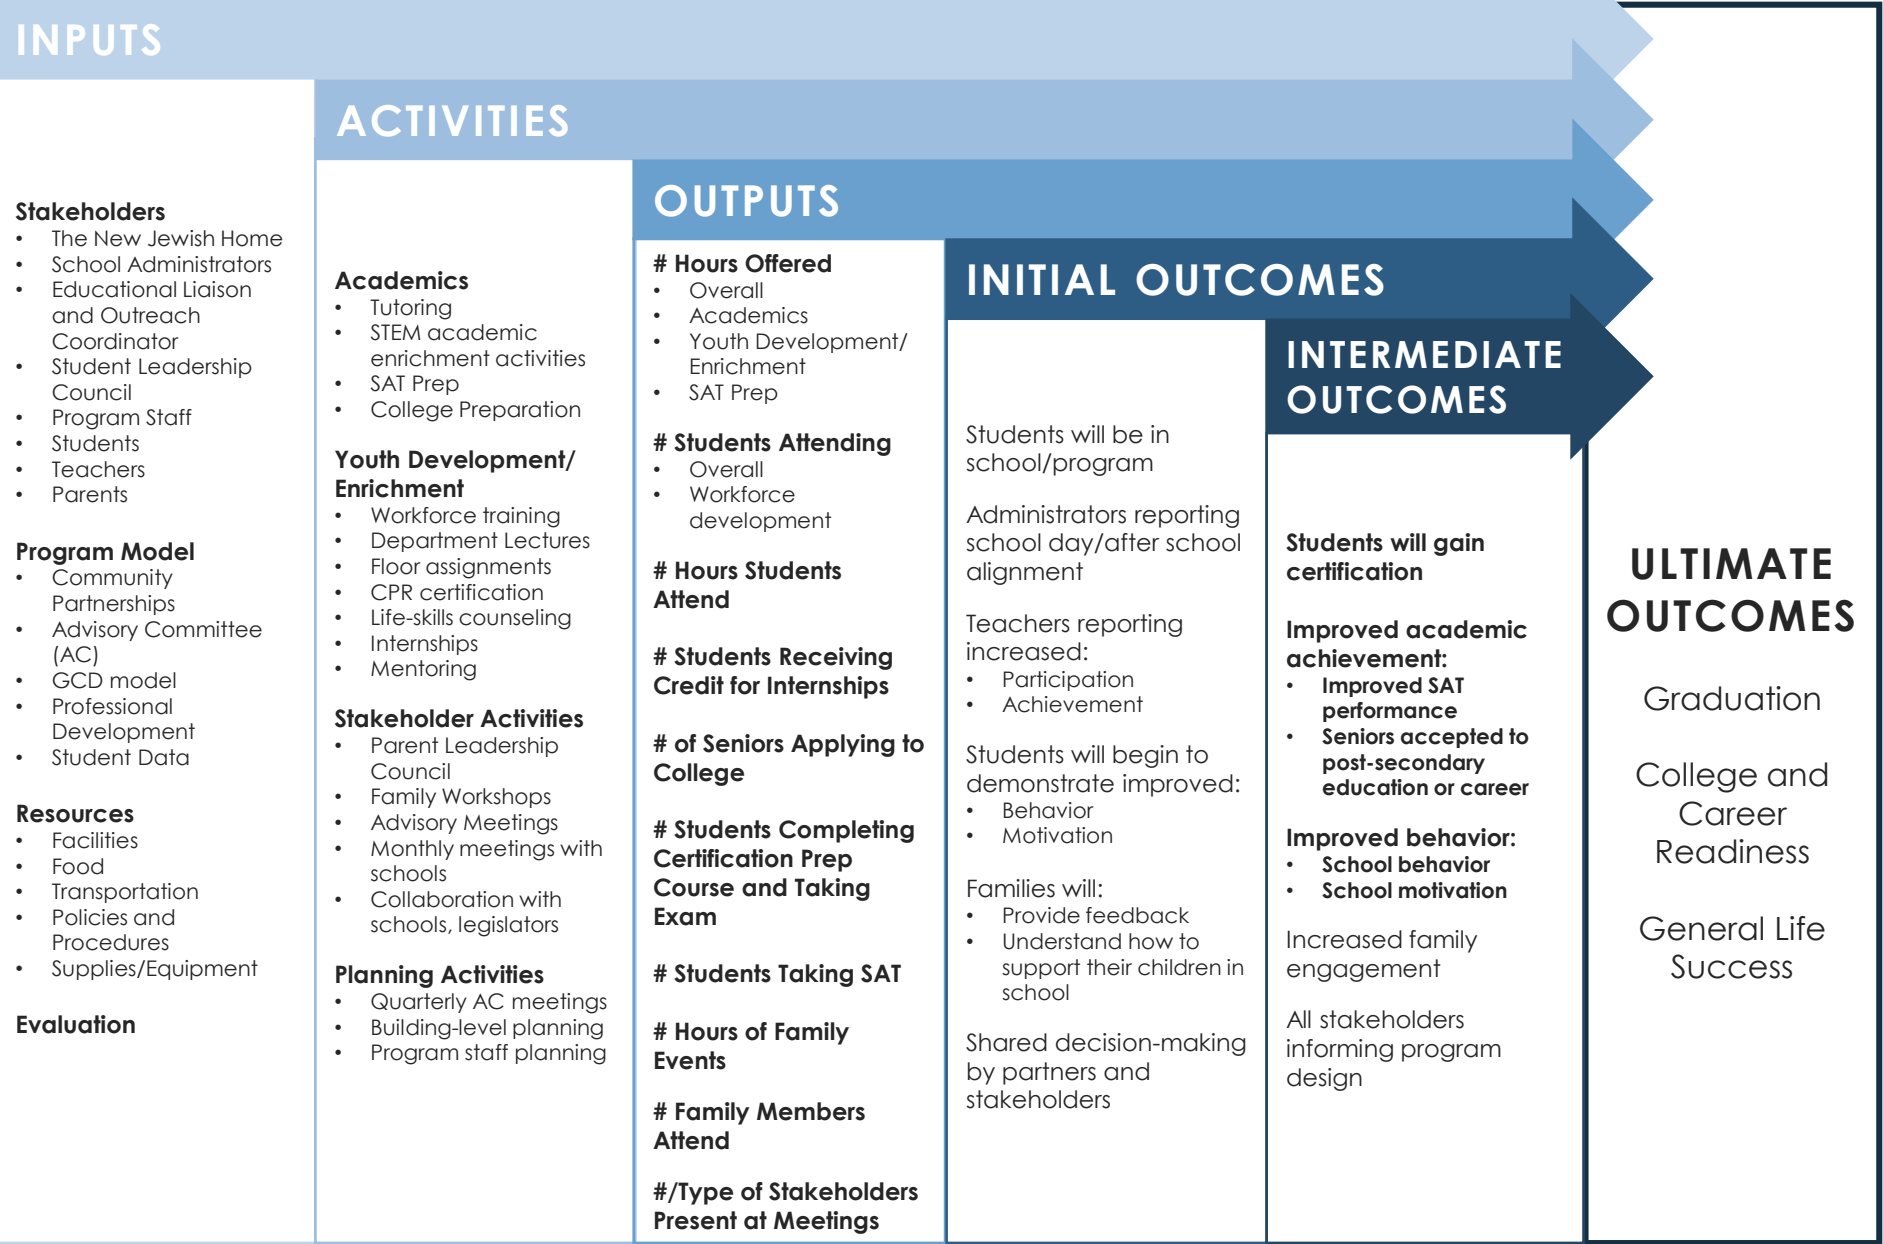 INPUTS
Stakeholders
• The New Jewish Home
• School Administrators
• Educational Liaison
and Outreach
Coordinator
• Student Leadership
Council
• Program Staff
• Students
• Teachers
• Parents
Program Model
• Community
Partnerships
• Advisory Committee
(AC)
• GCD model
• Professional
Development
• Student Data
Resources
• Facilities
• Food
• Transportation
• Policies and
Procedures
• Supplies/Equipment
Evaluation
ACTIVITIES
Academics
• Tutoring
• STEM academic
enrichment activities
• SAT Prep
• College Preparation
Youth Development/
Enrichment
• Workforce training
• Department Lectures
• Floor assignments
• CPR certification
• Life-skills counseling
• Internships
• Mentoring
Stakeholder Activities
• Parent Leadership
Council
• Family Workshops
• Advisory Meetings
• Monthly meetings with
schools
• Collaboration with
schools, legislators
Planning Activities
• Quarterly AC meetings
• Building-level planning
• Program staff planning
OUTPUTS
# Hours Offered
• Overall
• Academics
• Youth Development/
Enrichment
• SAT Prep
# Students Attending
• Overall
• Workforce
development
# Hours Students
Attend
# Students Receiving
Credit for Internships
# of Seniors Applying to
College
# Students Completing
Certification Prep
Course and Taking
Exam
# Students Taking SAT
# Hours of Family
Events
# Family Members
Attend
#/Type of Stakeholders
Present at Meetings
INITIAL OUTCOMES
Students will be in
school/program
Administrators reporting
school day/after school
alignment
Teachers reporting
increased:
• Participation
• Achievement
Students will begin to
demonstrate improved:
• Behavior
• Motivation
Families will:
• Provide feedback
• Understand how to
support their children in
school
Shared decision-making
by partners and
stakeholders
INTERMEDIATE
OUTCOMES
Students will gain
certification
Improved academic
achievement:
• Improved SAT
performance
• Seniors accepted to
post-secondary
education or career
Improved behavior:
• School behavior
• School motivation
Increased family
engagement
All stakeholders
informing program
design
ULTIMATE
OUTCOMES
Graduation
College and
Career
Readiness
General Life
Success